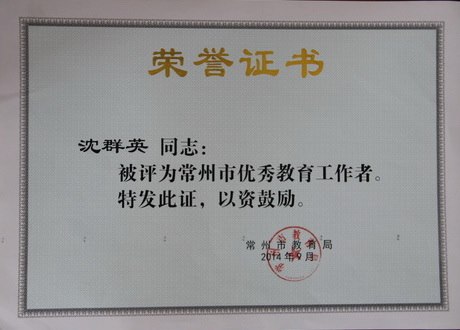 荣誉证书
沈群英 同志：
被评为常州市优秀教育工作者。
特发此证，以资鼓励。
常州市教育局
2014年9月